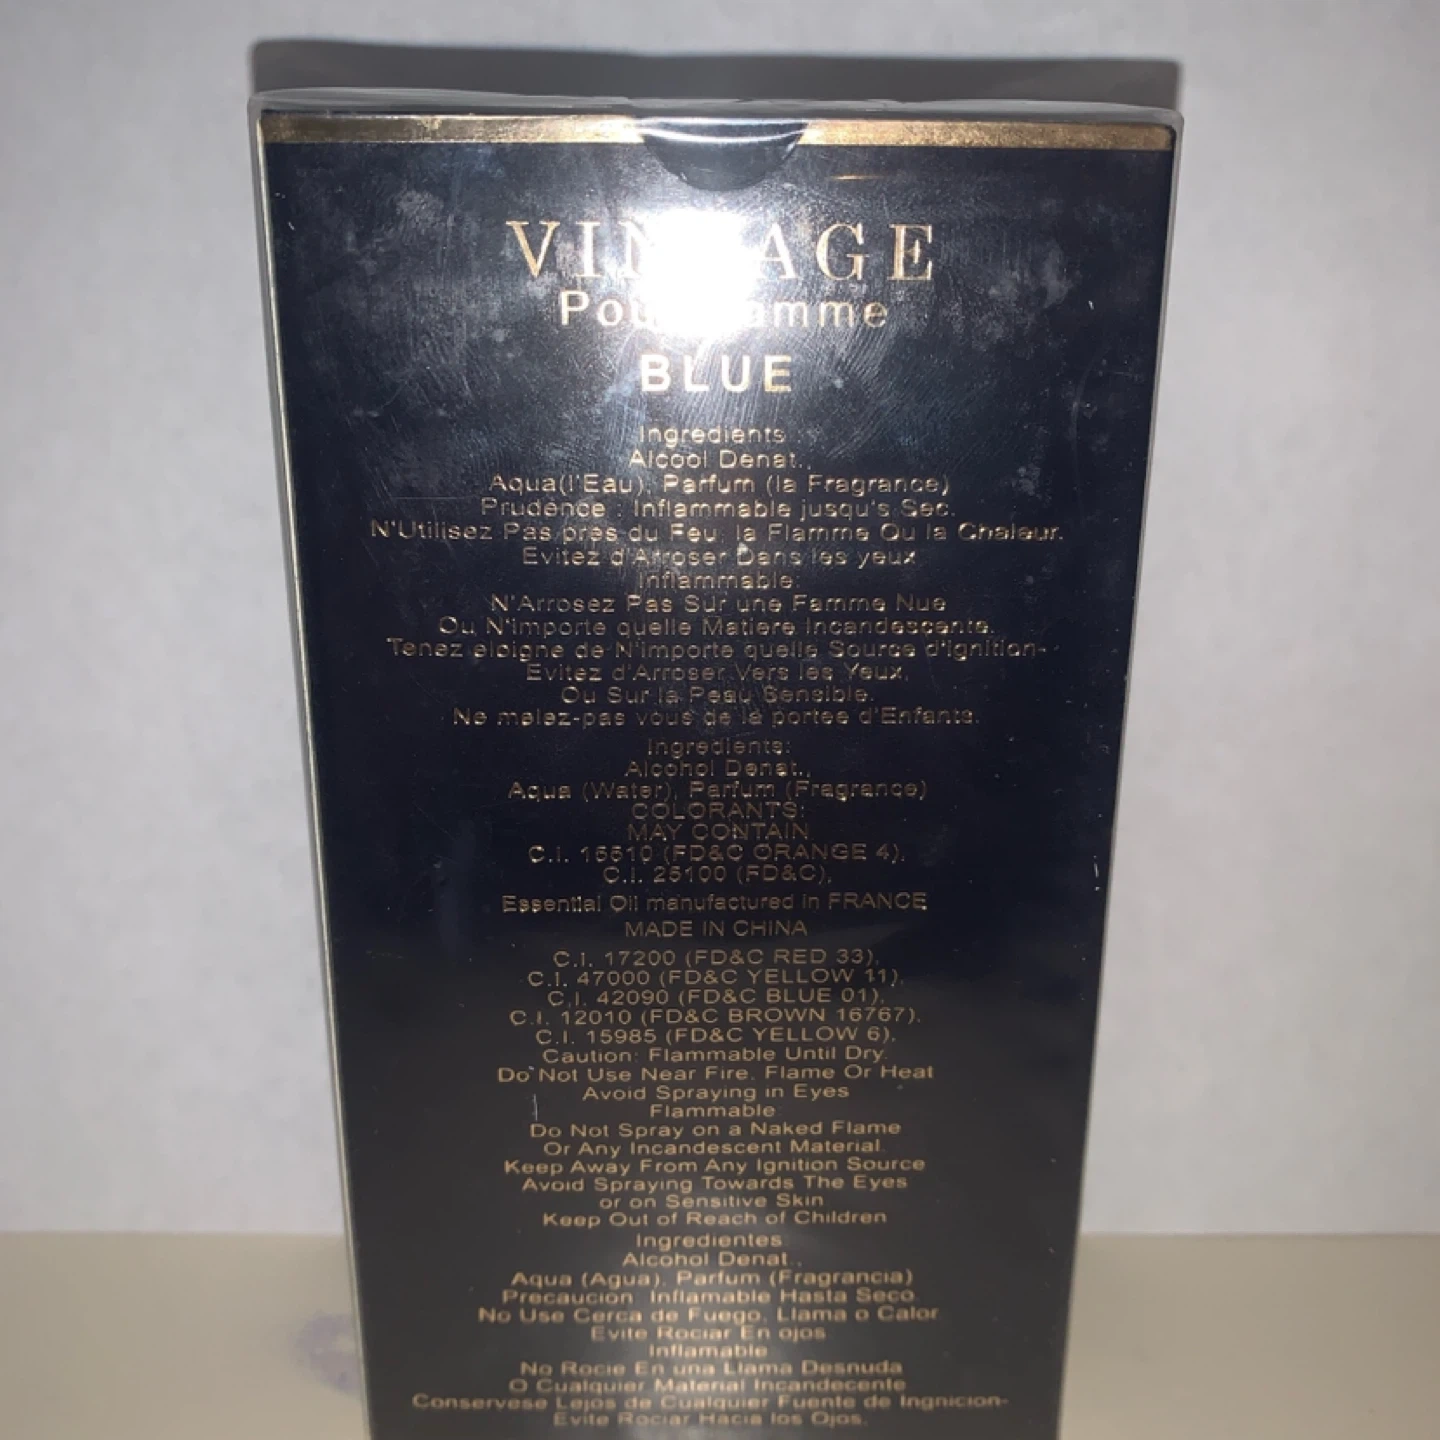 VINTAGE
Pour Famme
BLUE
Ingredients :
Alcool Denat.,
Aqua(l'Eau), Parfum (la Fragrance)
Prudence : Inflammable jusqu's Sec.
N'Utilisez Pas près du Feu, la Flamme Ou la Chaleur.
Evitez d'Arroser Dans les yeux
Inflammable:
N'Arrosez Pas Sur une Famme Nue
Ou N'importe quelle Matiere Incandescente.
Tenez eloigne de N'importe quelle Source d'ignition-
Evitez d'Arroser Vers les Yeux,
Ou Sur la Peau Sensible.
Ne melez-pas vous de la portee d'Enfants.
Ingredients:
Alcohol Denat.,
Aqua (Water), Parfum (Fragrance)
COLORANTS:
MAY CONTAIN
C.I. 16510 (FD&C ORANGE 4),
C.I. 26100 (FD&C),
Essential Oil manufactured in FRANCE
MADE IN CHINA
C.I. 17200 (FD&C RED 33),
C.I. 47000 (FD&C YELLOW 11),
C.I. 42090 (FD&C BLUE 01),
C.I. 12010 (FD&C BROWN 16767),
C.I. 15985 (FD&C YELLOW 6),
Caution: Flammable Until Dry.
Do Not Use Near Fire, Flame Or Heat
Avoid Spraying in Eyes
Flammable:
Do Not Spray on a Naked Flame
Or Any Incandescent Material.
Keep Away From Any Ignition Source
Avoid Spraying Towards The Eyes
or on Sensitive Skin
Keep Out of Reach of Children
Ingredientes
Alcohol Denat.,
Aqua (Agua), Parfum (Fragrancia)
Precaucion: Inflamable Hasta Seco.
No Use Cerca de Fuego, Llama o Calor
Evite Rociar En ojos
Inflamable
No Rocie En una Llama Desnuda
O Cualquier Material Incandecente
Conservese Lejos de Cualquier Fuente de Ingnicion-
Evite Rociar Hacia los Ojos.